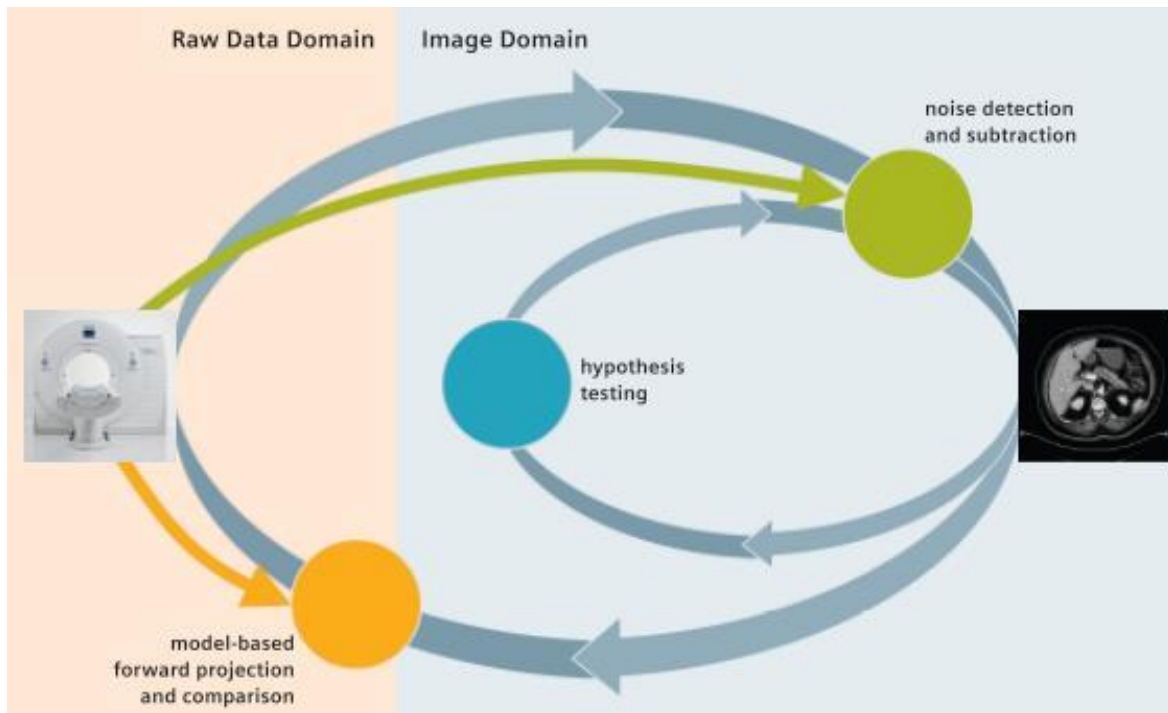 Raw Data Domain
Image Domain
noise detection
and subtraction
hypothesis
testing
model-based
forward projection
and comparison